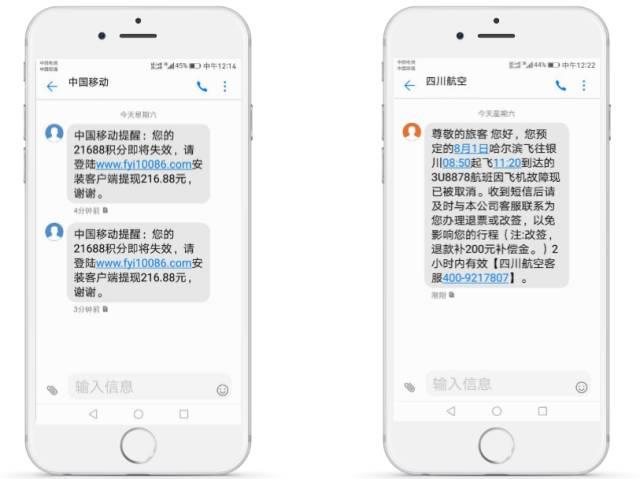 中国电信
中国联通
45% 中午12:14
中国移动
今天星期六
中国移动提醒：您的
21688积分即将失效，请
登陆www.fyj10086.com安
装客户端提现216.88元，
谢谢。
4分钟前
中国移动提醒：您的
21688积分即将失效，请
登陆www.fyj10086.com安
装客户端提现216.88元，
谢谢。
3分钟前
输入信息
中国电信
中国联通
44% 中午12:22
四川航空
今天星期六
尊敬的旅客 您好，您预
定的8月1日哈尔滨飞往银
川08:50起飞11:20到达的
3U8878航班因飞机故障现
已被取消。收到短信后请
及时与本公司客服联系为
您办理退票或改签，以免
影响您的行程（注:改签，
退款补200元补偿金。）2
小时内有效【四川航空客
服400-9217807】。
刚刚
输入信息